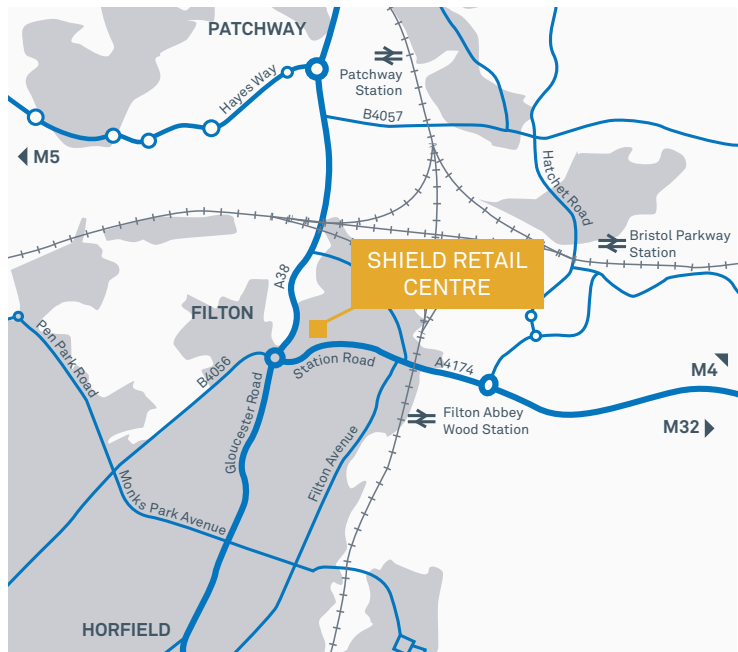 PATCHWAY
Patchway
Station
Hayes Way
B4057
M5
Hatchet Road
Bristol Parkway
Station
SHIELD RETAIL
CENTRE
A38
FILTON
Pen Park Road
B4056
Station Road
A4174
M4
Gloucester Road
Filton Abbey
Wood Station
M32
Filton Avenue
Monks Park Avenue
HORFIELD